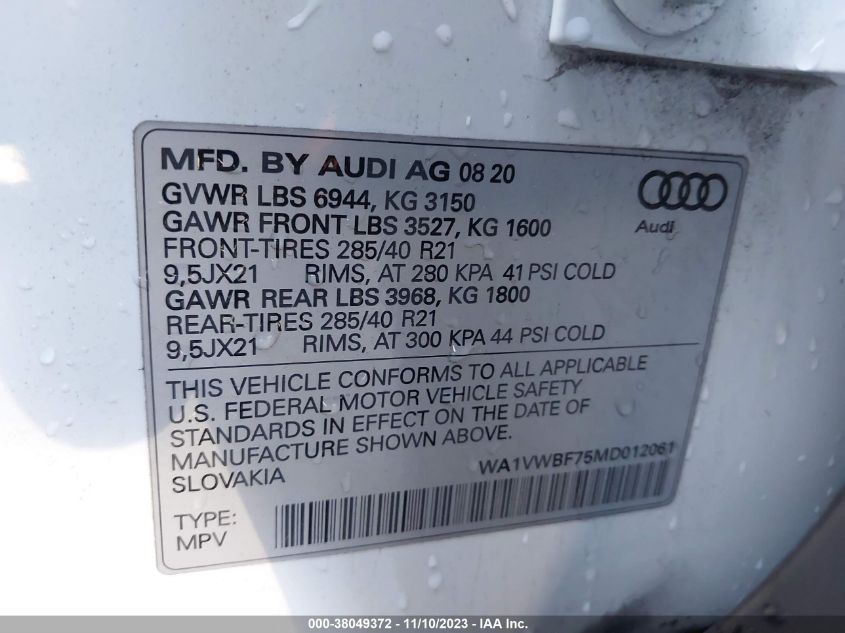 MFD. BY AUDI AG 08 20
GVWR LBS 6944, KG 3150
GAWR FRONT LBS 3527, KG 1600
FRONT-TIRES 285/40 R21
9,5JX21 RIMS, AT 280 KPA 41 PSI COLD
GAWR REAR LBS 3968, KG 1800
REAR-TIRES 285/40 R21
9,5JX21 RIMS, AT 300 KPA 44 PSI COLD
Audi
THIS VEHICLE CONFORMS TO ALL APPLICABLE
U.S. FEDERAL MOTOR VEHICLE SAFETY
STANDARDS IN EFFECT ON THE DATE OF
MANUFACTURE SHOWN ABOVE.
SLOVAKIA
WA1VWBF75MD012061
TYPE:
MPV
000-38049372 - 11/10/2023 - IAAI.com